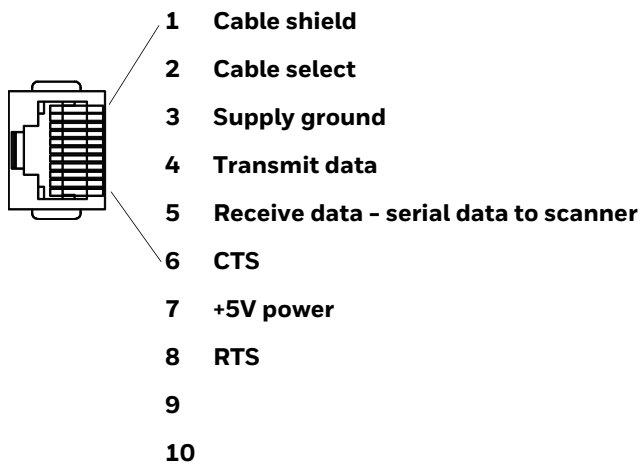 1 Cable shield
2 Cable select
3 Supply ground
4 Transmit data
5 Receive data - serial data to scanner
6 CTS
7 +5V power
8 RTS
9
10